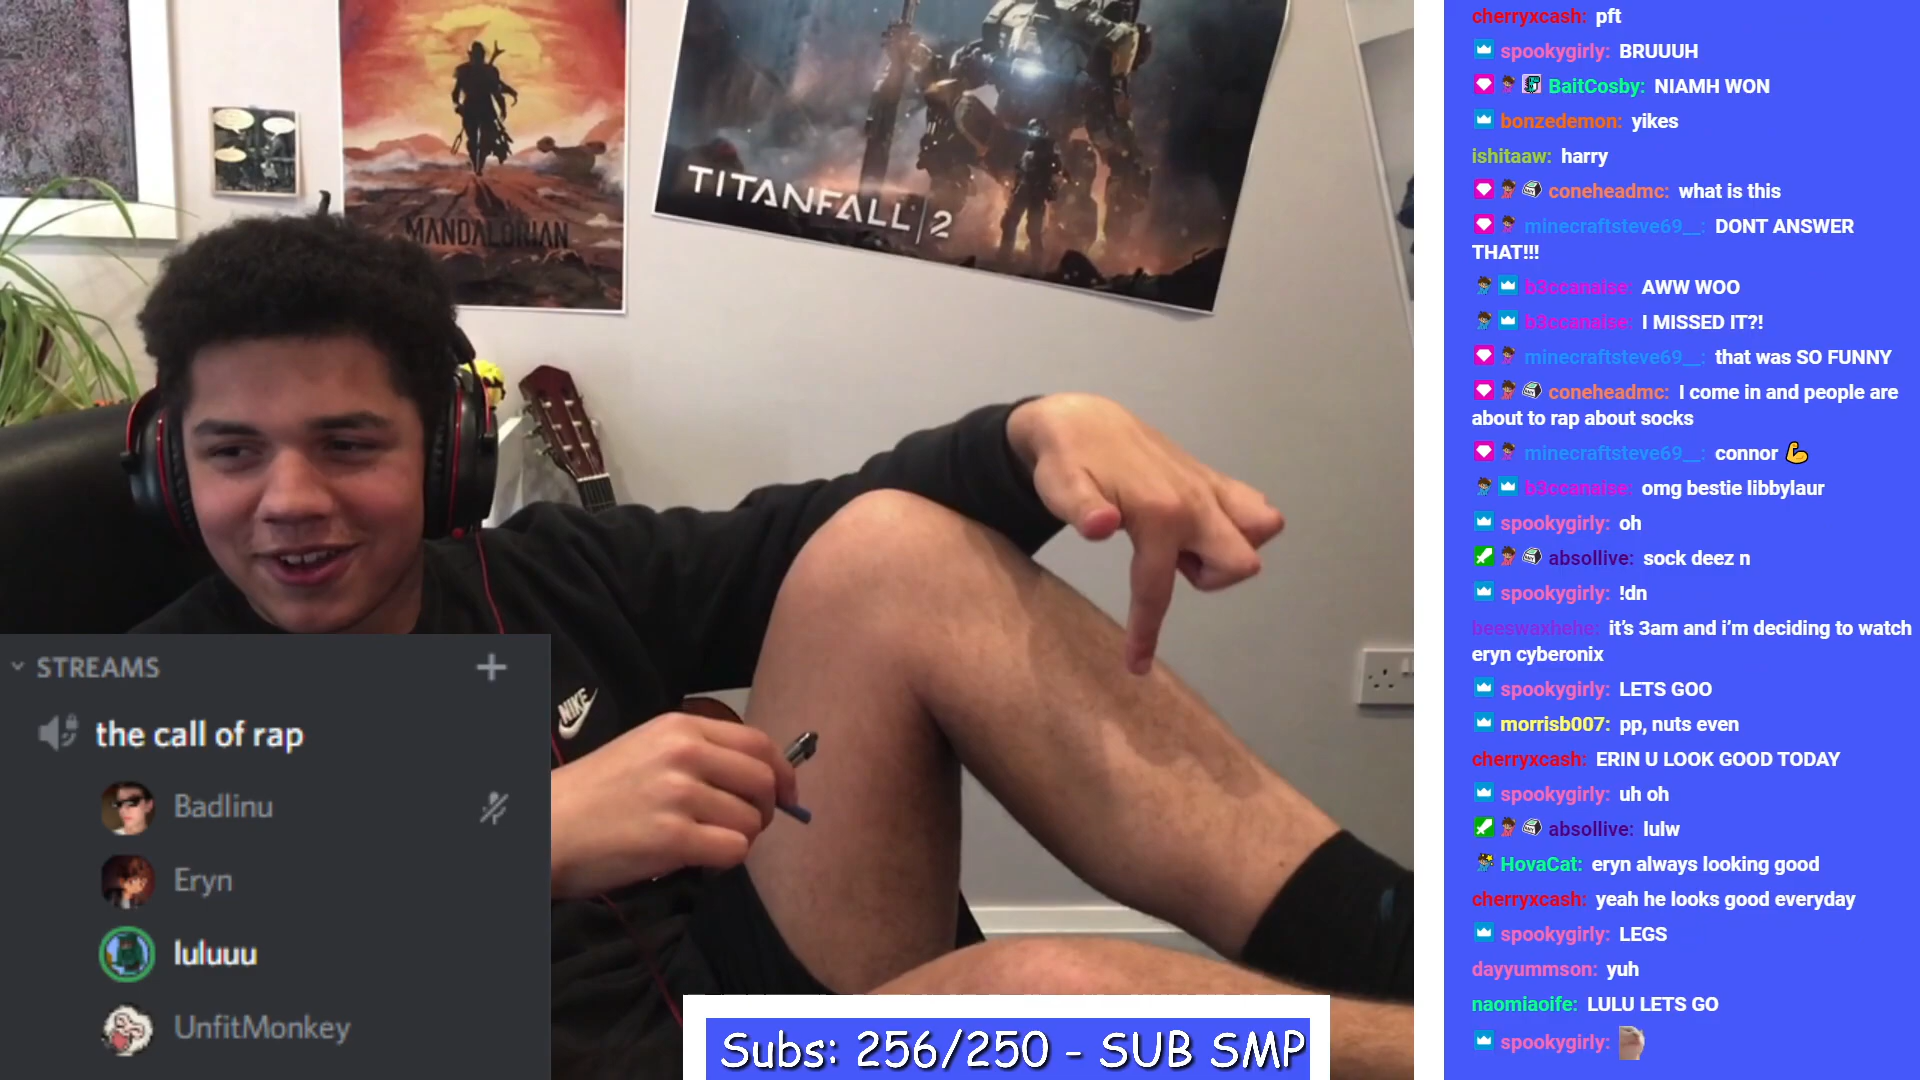 MANDALORIAN
TITANFALL 2
NIKE
STREAMS
the call of rap
Badlinu
Eryn
luluuu
UnfitMonkey
Subs: 256/250 - SUB SMP
cherryxcash: pft
spookygirly: BRUUUH
BaitCosby: NIAMH WON
bonzedemon: yikes
ishitaaw: harry
coneheadmc: what is this
minecraftsteve69__: DONT ANSWER
THAT!!!
b3ccanaise: AWW WOO
b3ccanaise: I MISSED IT?!
minecraftsteve69__: that was SO FUNNY
coneheadmc: I come in and people are
about to rap about socks
minecraftsteve69__: connor 💪
b3ccanaise: omg bestie libbylaur
spookygirly: oh
absollive: sock deez n
spookygirly: !dn
beeswaxhehe: it's 3am and i'm deciding to watch
eryn cyberonix
spookygirly: LETS GOO
morrisb007: pp, nuts even
cherryxcash: ERIN U LOOK GOOD TODAY
spookygirly: uh oh
absollive: lulw
HovaCat: eryn always looking good
cherryxcash: yeah he looks good everyday
spookygirly: LEGS
dayyummson: yuh
naomiaoife: LULU LETS GO
spookygirly: